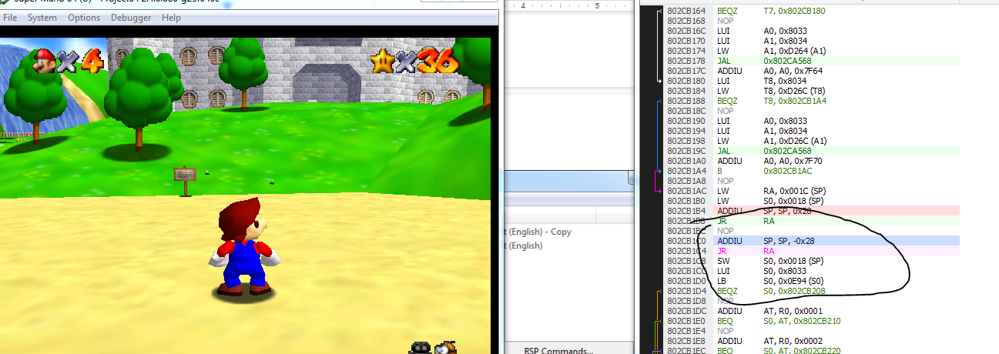 File System Options Debugger Help
× 4
× 36
4 5
t (English) - Copy
t (English)
RSP Commands...
802CB164 BEQZ T7, 0x802CB180
802CB168 NOP
802CB16C LUI A0, 0x8033
802CB170 LUI A1, 0x8034
802CB174 LW A1, 0xD264 (A1)
802CB178 JAL 0x802CA568
802CB17C ADDIU A0, A0, 0x7F64
802CB180 LUI T8, 0x8034
802CB184 LW T8, 0xD26C (T8)
802CB188 BEQZ T8, 0x802CB1A4
802CB18C NOP
802CB190 LUI A0, 0x8033
802CB194 LUI A1, 0x8034
802CB198 LW A1, 0xD26C (A1)
802CB19C JAL 0x802CA568
802CB1A0 ADDIU A0, A0, 0x7F70
802CB1A4 B 0x802CB1AC
802CB1A8 NOP
802CB1AC LW RA, 0x001C (SP)
802CB1B0 LW S0, 0x0018 (SP)
802CB1B4 ADDIU SP, SP, 0x28
802CB1B8 JR RA
802CB1BC NOP
802CB1C0 ADDIU SP, SP, -0x28
802CB1C4 JR RA
802CB1C8 SW S0, 0x0018 (SP)
802CB1CC LUI S0, 0x8033
802CB1D0 LB S0, 0x0E94 (S0)
802CB1D4 BEQZ S0, 0x802CB208
802CB1D8 NOP
802CB1DC ADDIU AT, R0, 0x0001
802CB1E0 BEQ S0, AT, 0x802CB210
802CB1E4 NOP
802CB1E8 ADDIU AT, R0, 0x0002
802CB1EC BEQ S0, AT, 0x802CB220